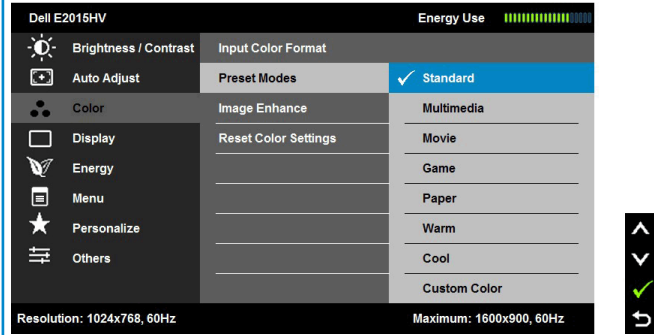 Dell E2015HV Energy Use
Brightness / Contrast Input Color Format
Auto Adjust Preset Modes Standard
Color Image Enhance Multimedia
Display Reset Color Settings Movie
Energy Game
Menu Paper
Personalize Warm
Others Cool
Custom Color
Resolution: 1024x768, 60Hz Maximum: 1600x900, 60Hz